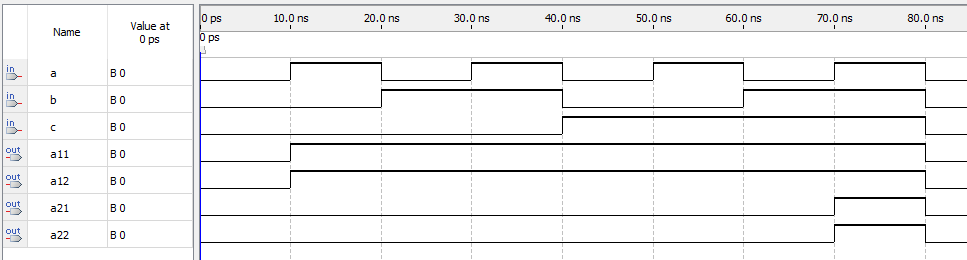 Name Value at 0 ps
0 ps 10.0 ns 20.0 ns 30.0 ns 40.0 ns 50.0 ns 60.0 ns 70.0 ns 80.0 ns
0 ps
in a B 0
in b B 0
in c B 0
out a11 B 0
out a12 B 0
out a21 B 0
out a22 B 0